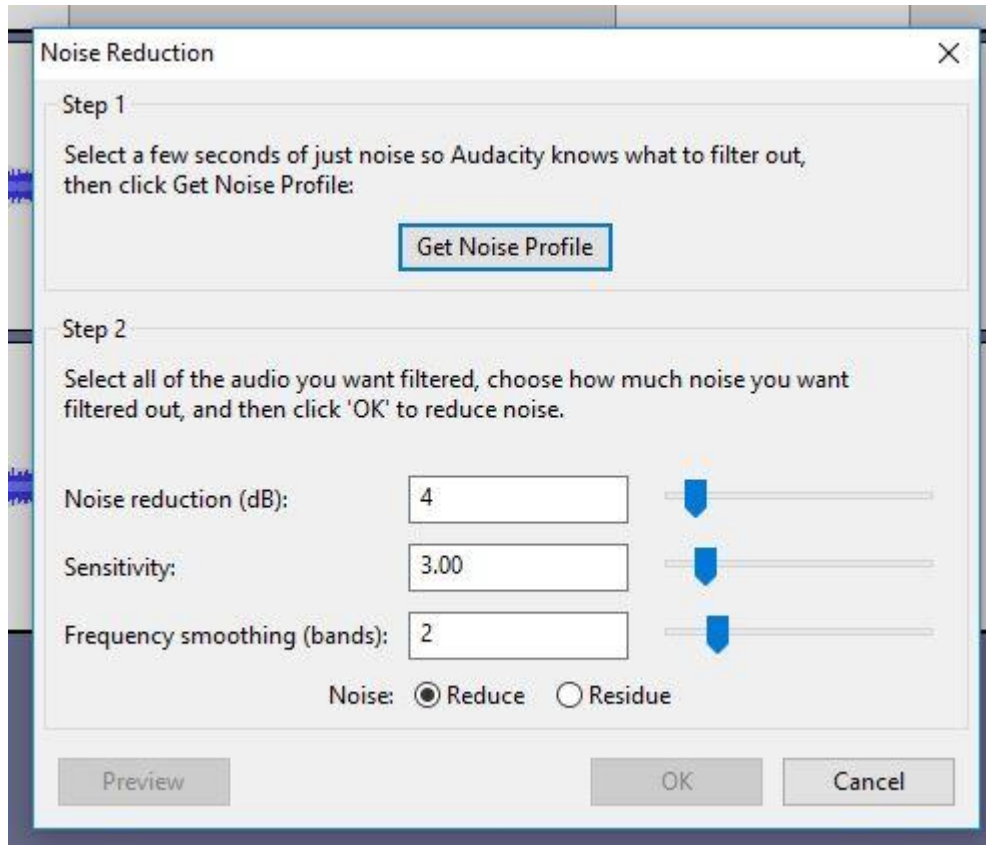 Noise Reduction
Step 1
Select a few seconds of just noise so Audacity knows what to filter out,
then click Get Noise Profile:
Get Noise Profile
Step 2
Select all of the audio you want filtered, choose how much noise you want
filtered out, and then click 'OK' to reduce noise.
Noise reduction (dB): 4
Sensitivity: 3.00
Frequency smoothing (bands): 2
Noise: Reduce Residue
Preview OK Cancel